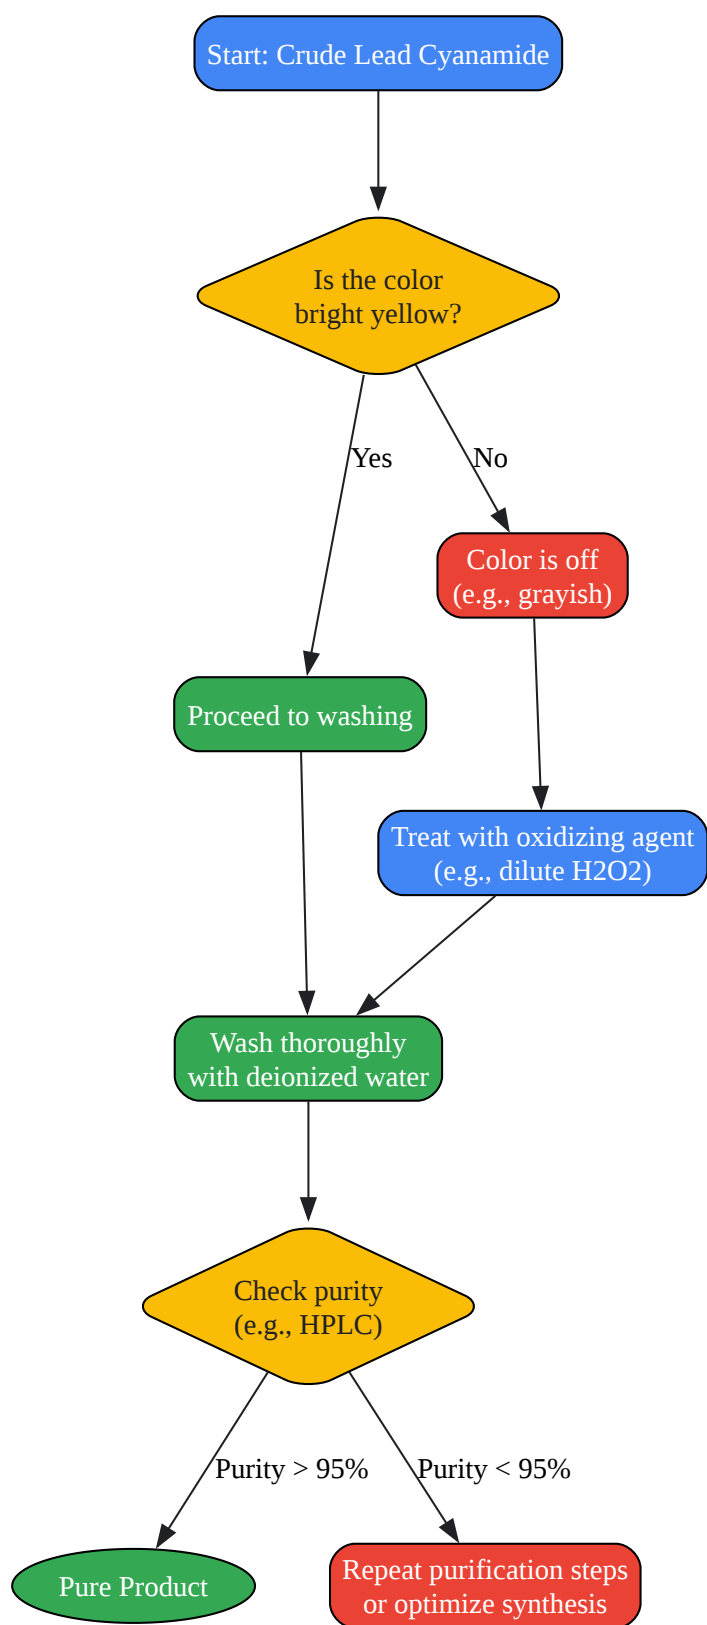 Start: Crude Lead Cyanamide
Is the color
bright yellow?
Yes
No
Color is off
(e.g., grayish)
Proceed to washing
Treat with oxidizing agent
(e.g., dilute H2O2)
Wash thoroughly
with deionized water
Check purity
(e.g., HPLC)
Purity > 95%
Purity < 95%
Pure Product
Repeat purification steps
or optimize synthesis